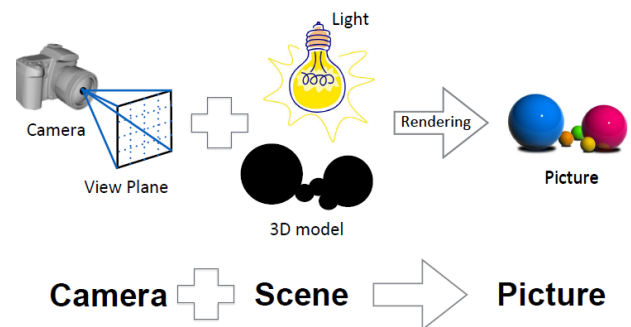 Light
Camera
Rendering
View Plane
Picture
3D model
Camera
Scene
Picture